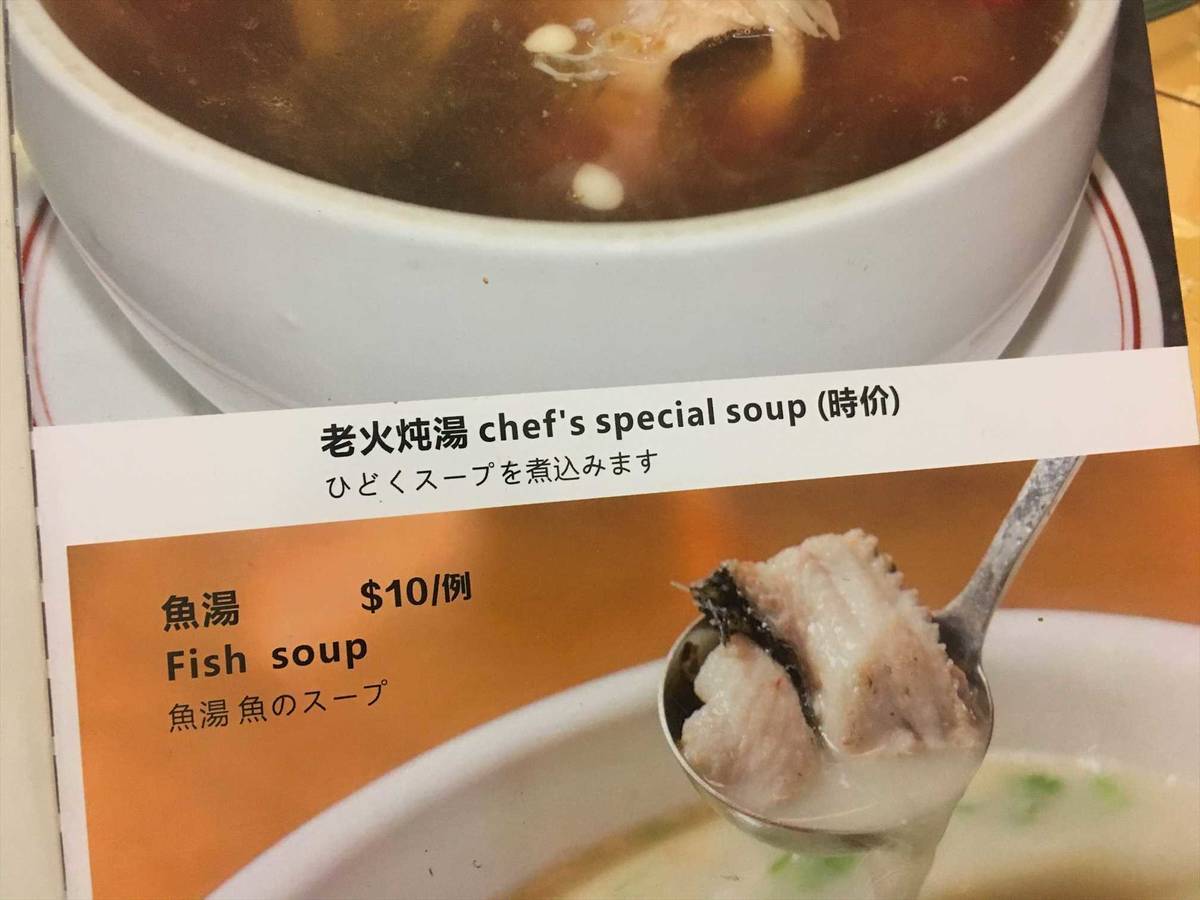 老火炖湯 chef's special soup (時价)
ひどくスープを煮込みます
魚湯 $10/例
Fish soup
魚湯 魚のスープ